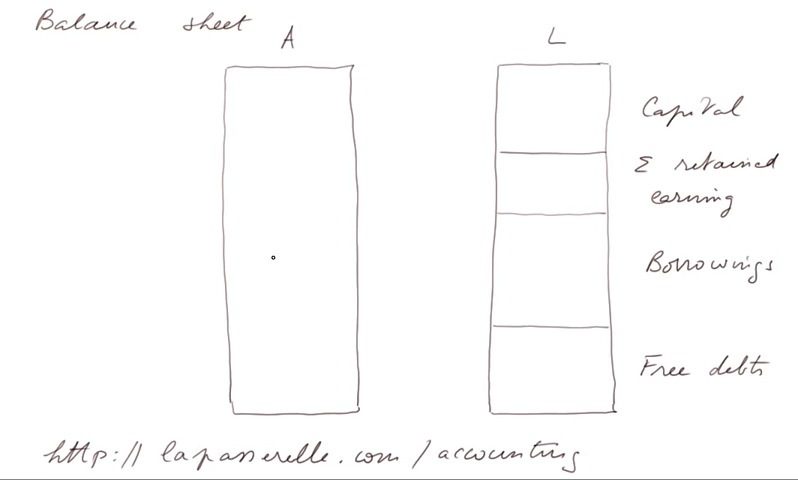 Balance sheet
A
L
Capital
Σ retained
earning
Borrowings
Free debts
http://lapasserelle.com/accounting